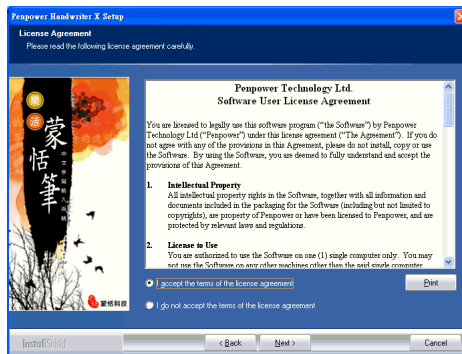 Penpower Handwriter X Setup
License Agreement
Please read the following license agreement carefully.
樂
活
蒙
恬
筆
中文手寫輸入系統
蒙恬科技
Penpower Technology Ltd.
Software User License Agreement
You are licensed to legally use this software program ("the Software") by Penpower
Technology Ltd ("Penpower") under this license agreement ("The Agreement"). If you do
not agree with any of the provisions in this Agreement, please do not install, copy or use
the Software. By using the Software, you are deemed to fully understand and accept the
provisions of this Agreement.
1. Intellectual Property
All intellectual property rights in the Software, together with all information and
documents included in the packaging for the Software (including but not limited to
copyrights), are property of Penpower or have been licensed to Penpower, and are
protected by relevant laws and regulations.
2. License to Use
You are authorized to use the Software on one (1) single computer only. You may
not use the Software on any other machines other than the said single computer
I accept the terms of the license agreement
Print
I do not accept the terms of the license agreement
InstallShield
< Back
Next >
Cancel